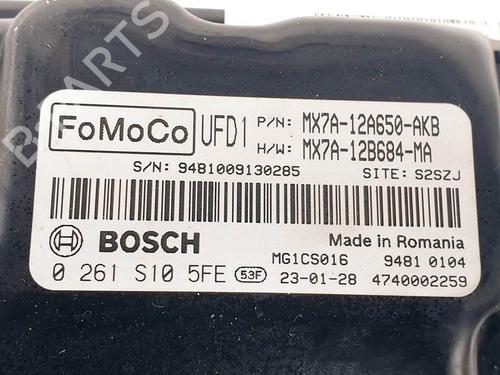 B-PARTS
FoMoCo UFD1 P/N: MX7A-12A650-AKB
H/W: MX7A-12B684-MA
S/N: 9481009130285 SITE: S2SZJ
BOSCH Made in Romania
MG1CS016 9481 0104
0 261 S10 5FE 53F 23-01-28 4740002259